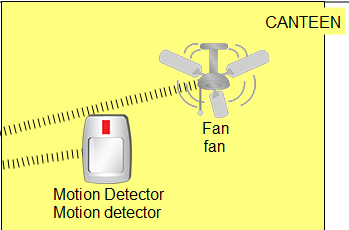 CANTEEN
Fan
fan
Motion Detector
Motion detector